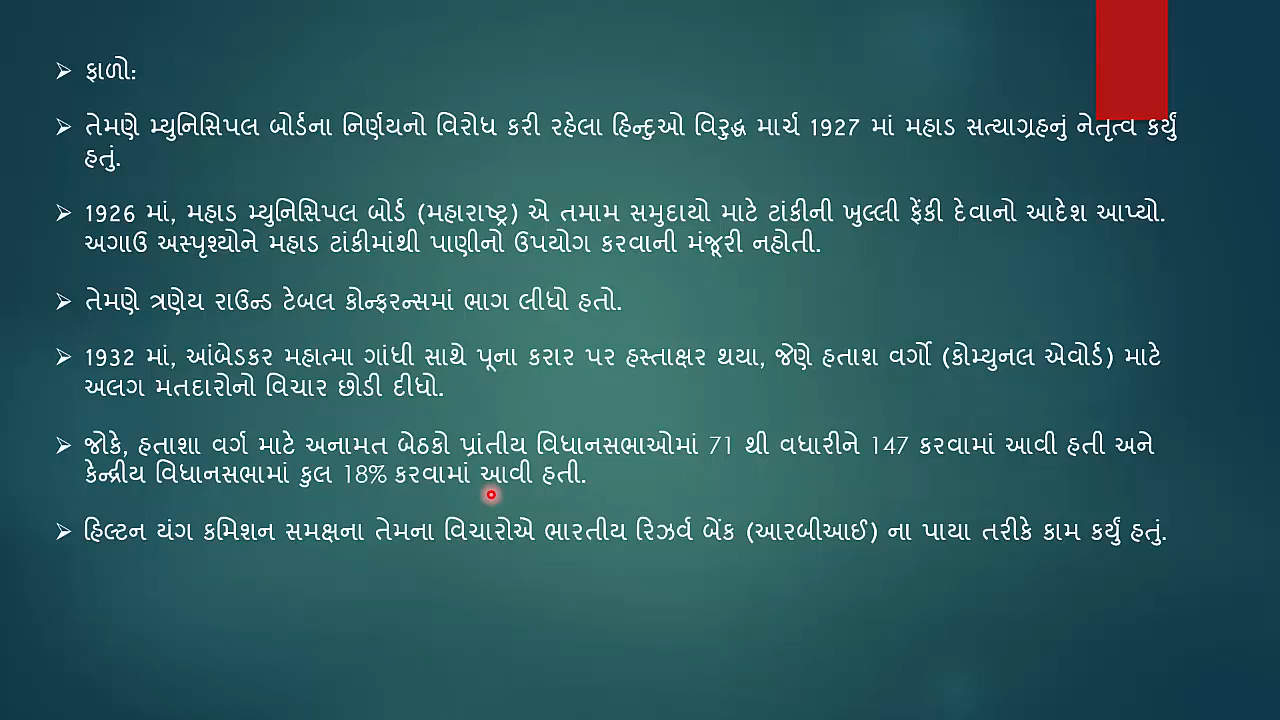 ➢ ફાળો:
➢ તેમણે મ્યુનિસિપલ બોર્ડના નિર્ણયનો વિરોધ કરી રહેલા હિન્દુઓ વિરુદ્ધ માર્ચ 1927 માં મહાડ સત્યાગ્રહનું નેતૃત્વ કર્યું
હતું.
➢ 1926 માં, મહાડ મ્યુનિસિપલ બોર્ડ (મહારાષ્ટ્ર) એ તમામ સમુદાયો માટે ટાંકીની ખુલ્લી ફેંકી દેવાનો આદેશ આપ્યો.
અગાઉ અસ્પૃશ્યોને મહાડ ટાંકીમાંથી પાણીનો ઉપયોગ કરવાની મંજૂરી નહોતી.
➢ તેમણે ત્રણેય રાઉન્ડ ટેબલ કોન્ફરન્સમાં ભાગ લીધો હતો.
➢ 1932 માં, આંબેડકર મહાત્મા ગાંધી સાથે પૂના કરાર પર હસ્તાક્ષર થયા, જેણે હતાશ વર્ગો (કોમ્યુનલ એવોર્ડ) માટે
અલગ મતદારોનો વિચાર છોડી દીધો.
➢ જોકે, હતાશા વર્ગ માટે અનામત બેઠકો પ્રાંતીય વિધાનસભાઓમાં 71 થી વધારીને 147 કરવામાં આવી હતી અને
કેન્દ્રીય વિધાનસભામાં કુલ 18% કરવામાં આવી હતી.
➢ હિલ્ટન યંગ કમિશન સમક્ષના તેમના વિચારોએ ભારતીય રિઝર્વ બેંક (આરબીઆઈ) ના પાયા તરીકે કામ કર્યું હતું.